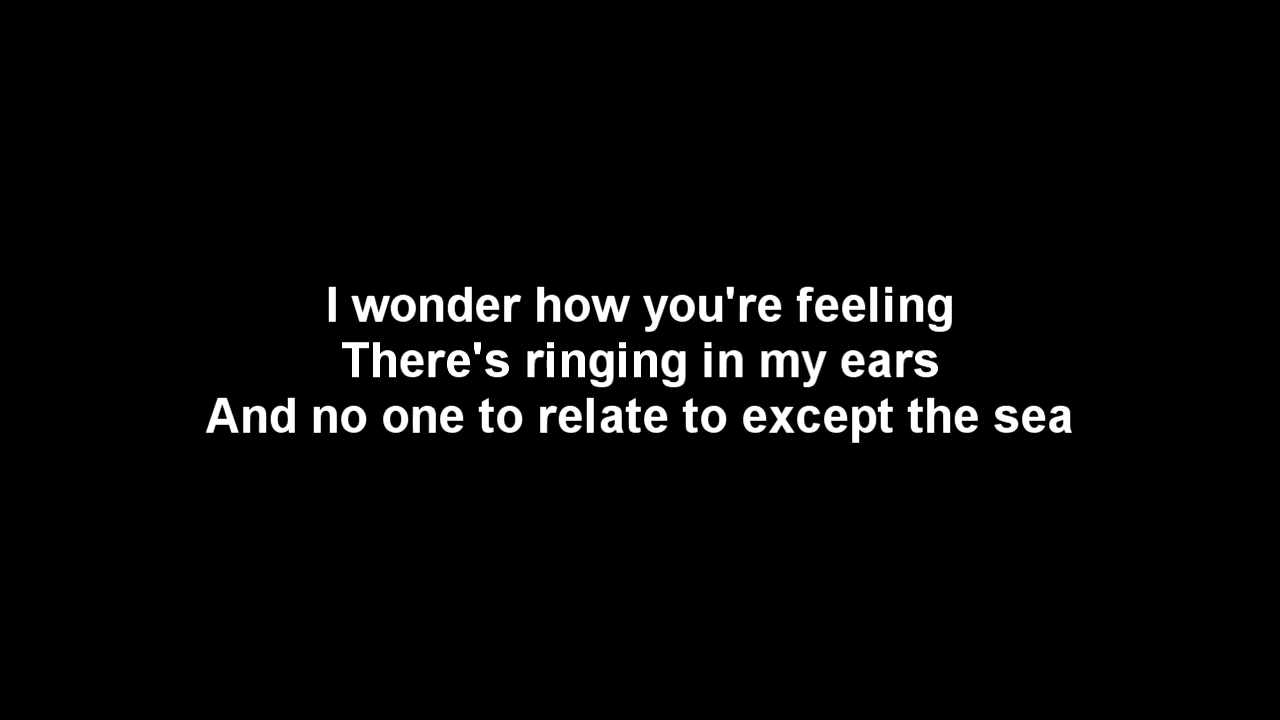 I wonder how you're feeling
There's ringing in my ears
And no one to relate to except the sea